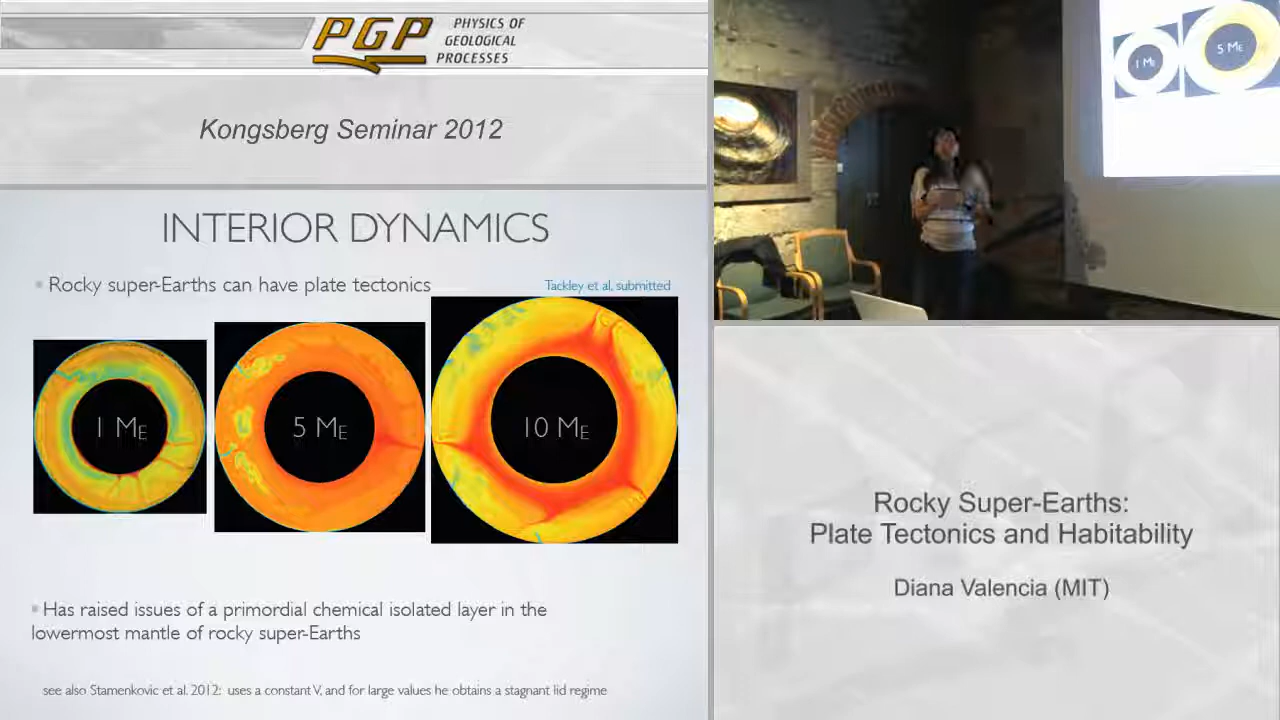 PGP
PHYSICS OF
GEOLOGICAL
PROCESSES
Kongsberg Seminar 2012
INTERIOR DYNAMICS
Rocky super-Earths can have plate tectonics
Tackley et al, submitted
1 ME
5 ME
10 ME
Has raised issues of a primordial chemical isolated layer in the
lowermost mantle of rocky super-Earths
see also Stamenkovic et al. 2012: uses a constant V, and for large values he obtains a stagnant lid regime
1 ME
5 ME
Rocky Super-Earths:
Plate Tectonics and Habitability
Diana Valencia (MIT)